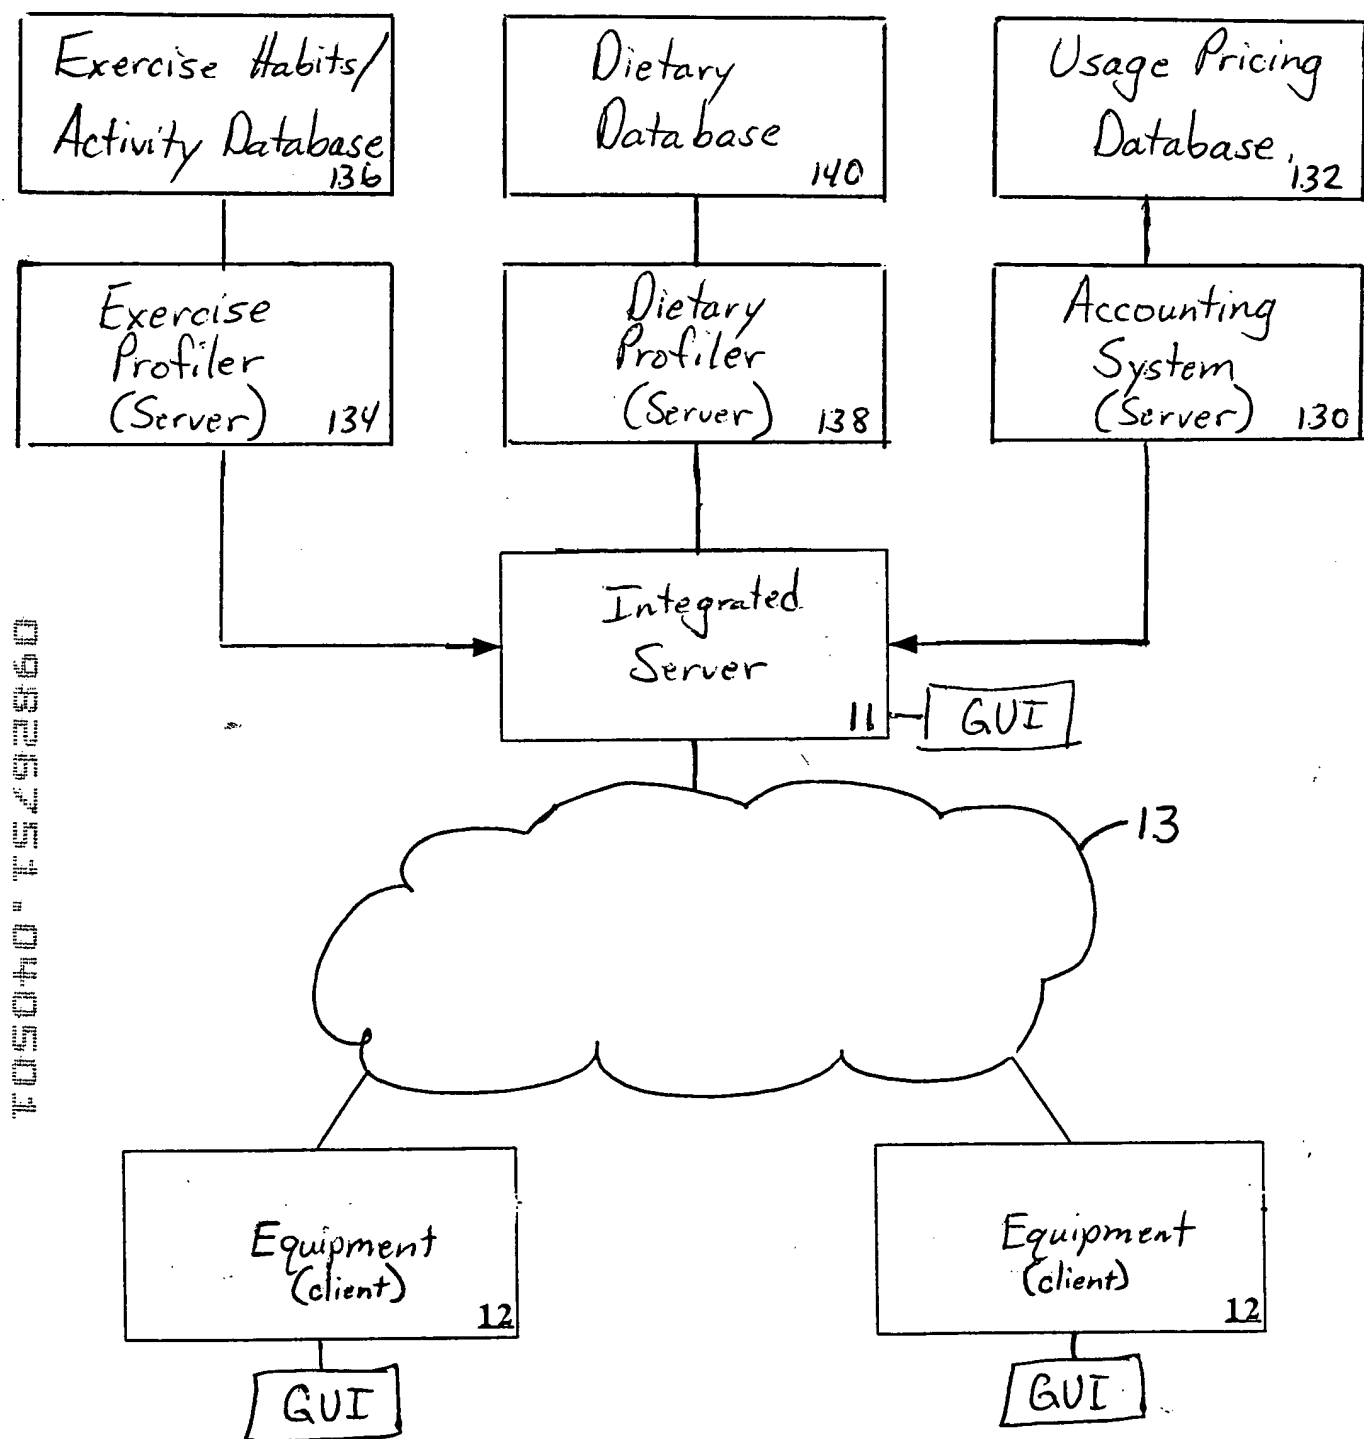 Exercise Habits/
Activity Database
136
Dietary
Database
140
Usage Pricing
Database
132
Exercise
Profiler
(Server)
134
Dietary
Profiler
(Server)
138
Accounting
System
(Server)
130
Integrated
Server
11
GUI
13
Equipment
(client)
12
GUI
Equipment
(client)
12
GUI
09826751.040501